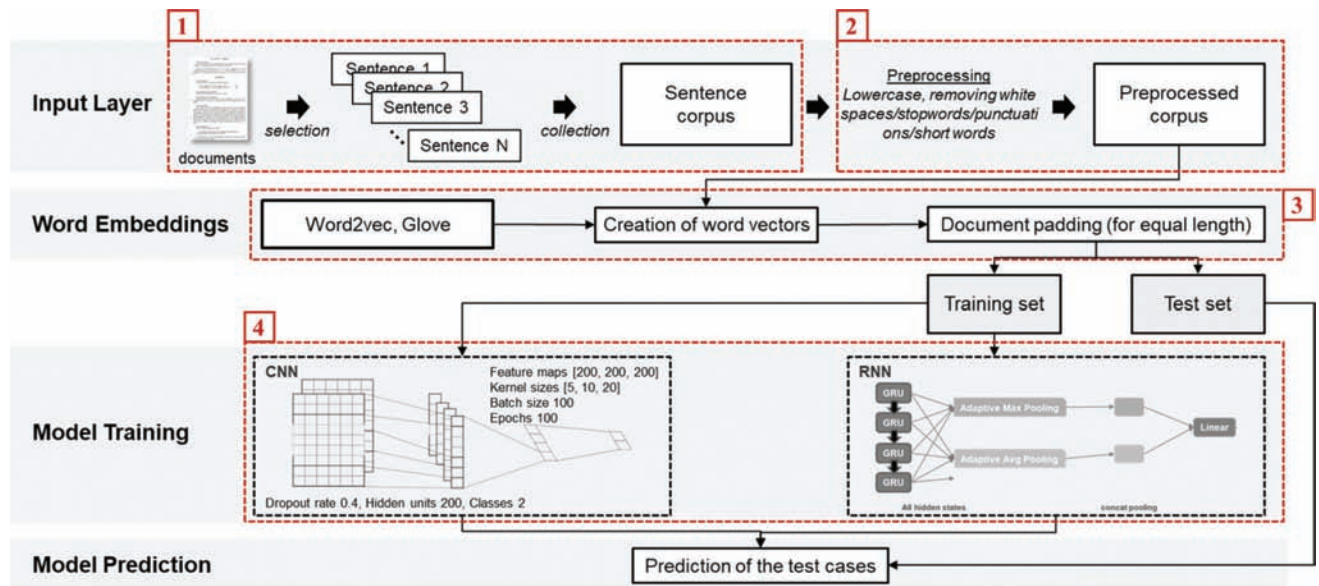 1
2
Input Layer
documents
selection
Sentence 1
Sentence 2
Sentence 3
Sentence N
collection
Sentence
corpus
Preprocessing
Lowercase, removing white
spaces/stopwords/punctuati
ons/short words
Preprocessed
corpus
3
Word Embeddings
Word2vec, Glove
Creation of word vectors
Document padding (for equal length)
Training set
Test set
4
Model Training
CNN
Feature maps [200, 200, 200]
Kernel sizes [5, 10, 20]
Batch size 100
Epochs 100
Dropout rate 0.4, Hidden units 200, Classes 2
RNN
GRU
GRU
GRU
GRU
Adaptive Max Pooling
Adaptive Avg Pooling
Linear
All hidden states
concat pooling
Model Prediction
Prediction of the test cases